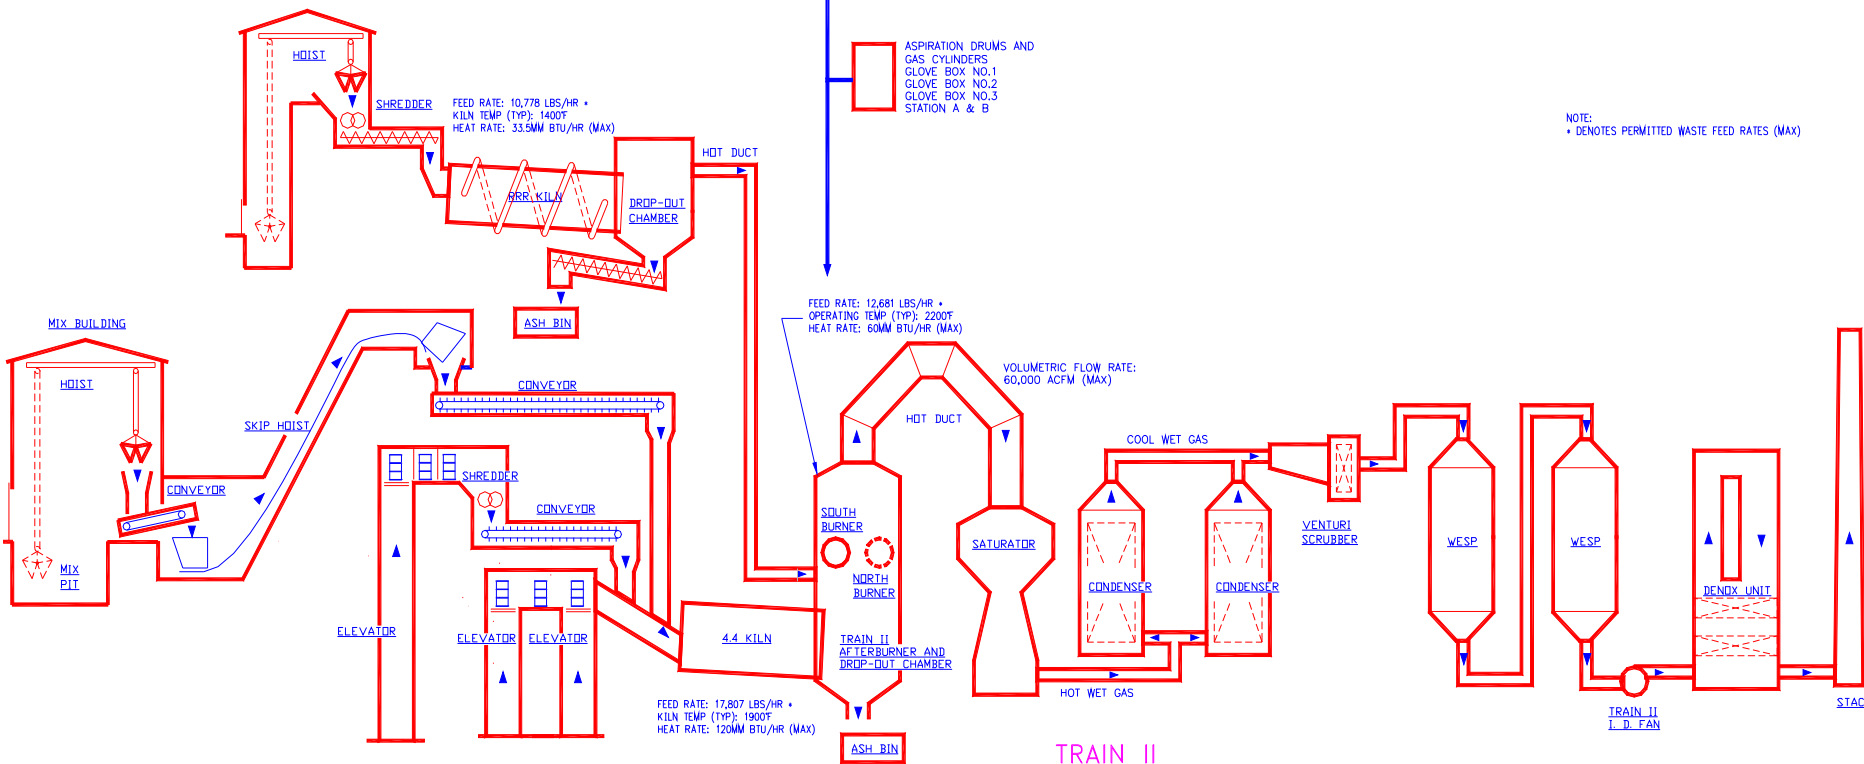 HOIST
SHREDDER
FEED RATE: 10,778 LBS/HR *
KILN TEMP (TYP): 1400°F
HEAT RATE: 33.5MM BTU/HR (MAX)
RRR KILN
DROP-OUT
CHAMBER
HOT DUCT
ASH BIN
ASPIRATION DRUMS AND
GAS CYLINDERS
GLOVE BOX NO.1
GLOVE BOX NO.2
GLOVE BOX NO.3
STATION A & B
NOTE:
* DENOTES PERMITTED WASTE FEED RATES (MAX)
MIX BUILDING
HOIST
SKIP HOIST
CONVEYOR
MIX
PIT
CONVEYOR
SHREDDER
CONVEYOR
ELEVATOR
ELEVATOR
ELEVATOR
4.4 KILN
FEED RATE: 17,807 LBS/HR *
KILN TEMP (TYP): 1900°F
HEAT RATE: 120MM BTU/HR (MAX)
FEED RATE: 12,681 LBS/HR *
OPERATING TEMP (TYP): 2200°F
HEAT RATE: 60MM BTU/HR (MAX)
VOLUMETRIC FLOW RATE:
60,000 ACFM (MAX)
HOT DUCT
SOUTH
BURNER
NORTH
BURNER
TRAIN II
AFTERBURNER AND
DROP-OUT CHAMBER
ASH BIN
SATURATOR
HOT WET GAS
COOL WET GAS
CONDENSER
CONDENSER
VENTURI
SCRUBBER
WESP
WESP
TRAIN II
I. D. FAN
DENOX UNIT
STAC
TRAIN II